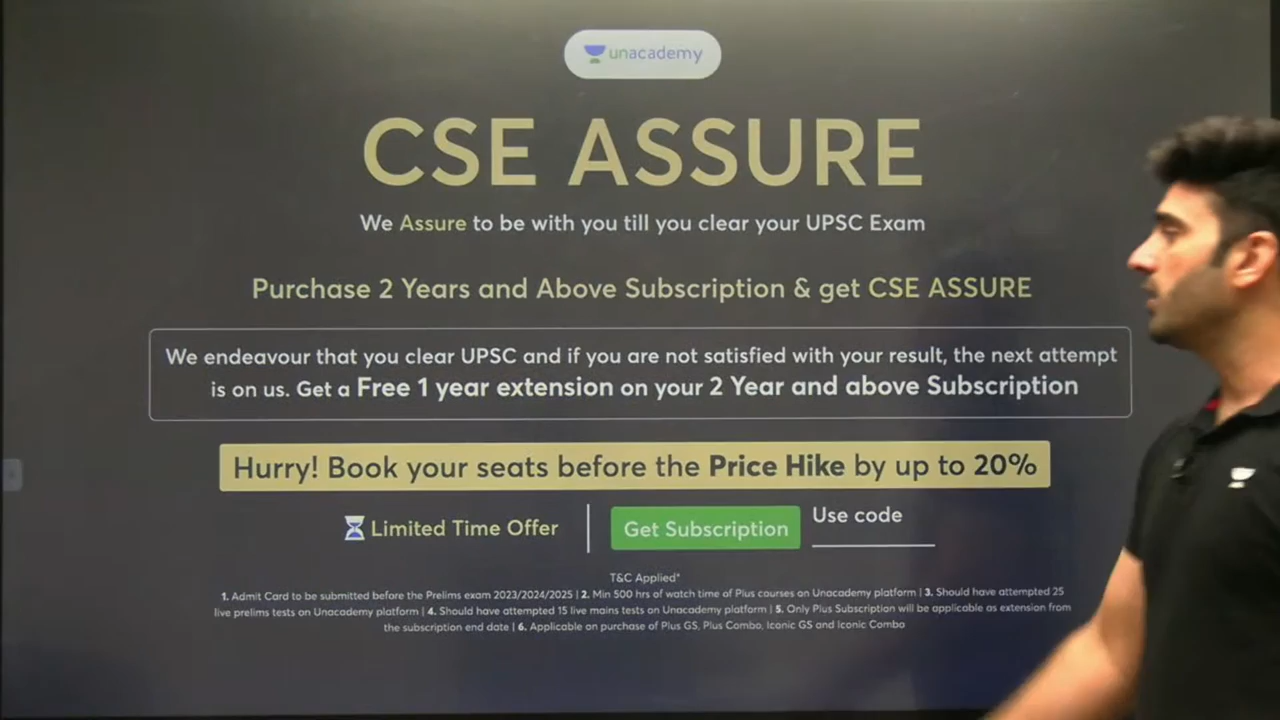 unacademy
CSE ASSURE
We Assure to be with you till you clear your UPSC Exam
Purchase 2 Years and Above Subscription & get CSE ASSURE
We endeavour that you clear UPSC and if you are not satisfied with your result, the next attempt
is on us. Get a Free 1 year extension on your 2 Year and above Subscription
Hurry! Book your seats before the Price Hike by up to 20%
Limited Time Offer
Get Subscription
Use code
T&C Applied*
1. Admit Card to be submitted before the Prelims exam 2023/2024/2025 | 2. Min 500 hrs of watch time of Plus courses on Unacademy platform | 3. Should have attempted 25
live prelims tests on Unacademy platform | 4. Should have attempted 15 live mains tests on Unacademy platform | 5. Only Plus Subscription will be applicable as extension from
the subscription end date | 6. Applicable on purchase of Plus GS, Plus Combo, Iconic GS and Iconic Combo